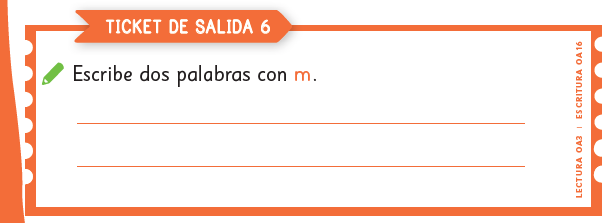 TICKET DE SALIDA 6
Escribe dos palabras con m.
LECTURA OA3 | ESCRITURA OA16